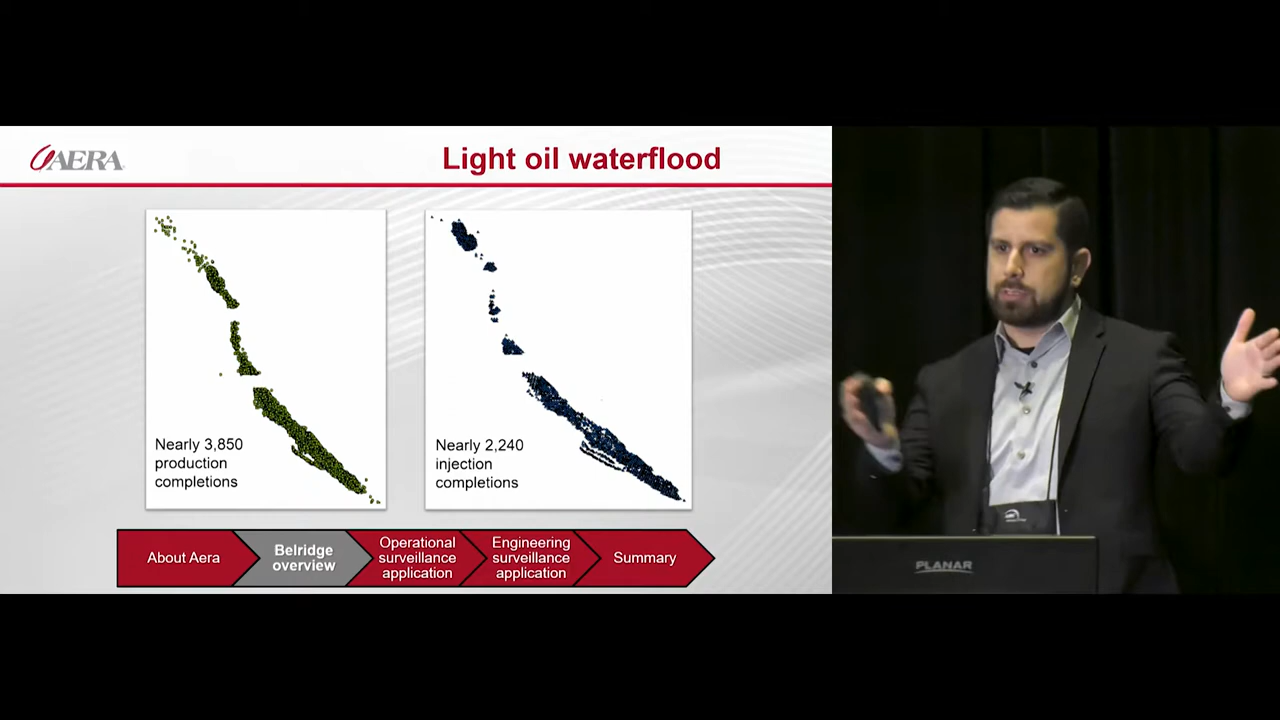 AERA
Light oil waterflood
Nearly 3,850
production
completions
Nearly 2,240
injection
completions
About Aera
Belridge
overview
Operational
surveillance
application
Engineering
surveillance
application
Summary
PLANAR